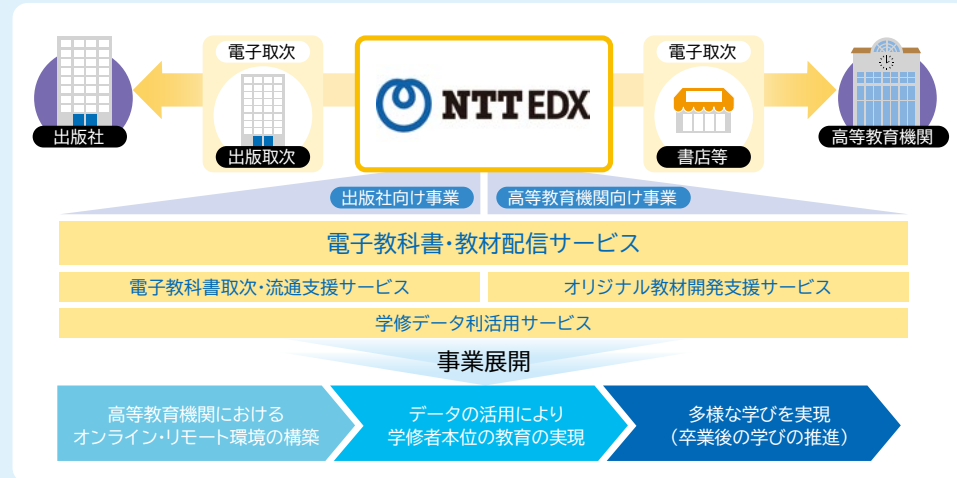 電子取次
電子取次
NTT EDX
出版社
出版取次
書店等
高等教育機関
出版社向け事業
高等教育機関向け事業
電子教科書・教材配信サービス
電子教科書取次・流通支援サービス
オリジナル教材開発支援サービス
学修データ利活用サービス
事業展開
高等教育機関における
オンライン・リモート環境の構築
データの活用により
学修者本位の教育の実現
多様な学びを実現
（卒業後の学びの推進）